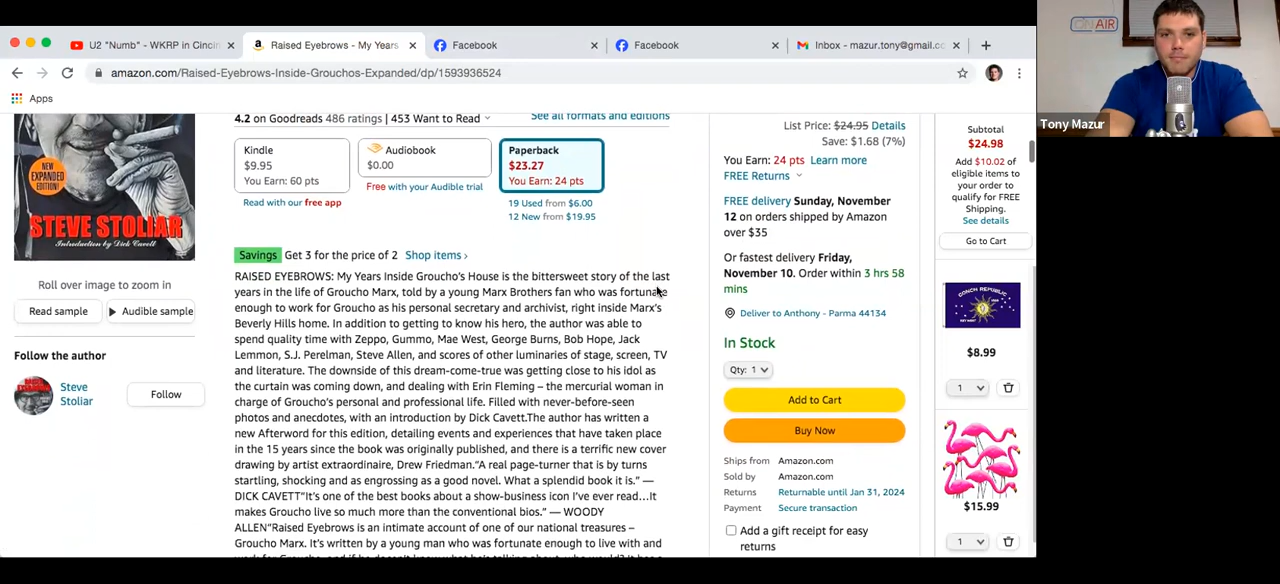 U2 "Numb" - WKRP in Cincin
Raised Eyebrows - My Years
Facebook
Facebook
Inbox - mazur.tony@gmail.cc
amazon.com/Raised-Eyebrows-Inside-Grouchos-Expanded/dp/1593936524
Apps
ON AIR
Tony Mazur
NEW
EXPANDED
EDITION!
STEVE STOLIAR
Introduction by Dick Cavett
Roll over image to zoom in
Read sample
Audible sample
Follow the author
Steve
Stoliar
Follow
4.2 on Goodreads 486 ratings | 453 Want to Read
See all formats and editions
Kindle
$9.95
You Earn: 60 pts
Read with our free app
Audiobook
$0.00
Free with your Audible trial
Paperback
$23.27
You Earn: 24 pts
19 Used from $6.00
12 New from $19.95
Savings Get 3 for the price of 2 Shop items ›
RAISED EYEBROWS: My Years Inside Groucho's House is the bittersweet story of the last
years in the life of Groucho Marx, told by a young Marx Brothers fan who was fortunate
enough to work for Groucho as his personal secretary and archivist, right inside Marx's
Beverly Hills home. In addition to getting to know his hero, the author was able to
spend quality time with Zeppo, Gummo, Mae West, George Burns, Bob Hope, Jack
Lemmon, S.J. Perelman, Steve Allen, and scores of other luminaries of stage, screen, TV
and literature. The downside of this dream-come-true was getting close to his idol as
the curtain was coming down, and dealing with Erin Fleming – the mercurial woman in
charge of Groucho's personal and professional life. Filled with never-before-seen
photos and anecdotes, with an introduction by Dick Cavett.The author has written a
new Afterword for this edition, detailing events and experiences that have taken place
in the 15 years since the book was originally published, and there is a terrific new cover
drawing by artist extraordinaire, Drew Friedman."A real page-turner that is by turns
startling, shocking and as engrossing as a good novel. What a splendid book it is." —
DICK CAVETT"It's one of the best books about a show-business icon I've ever read...It
makes Groucho live so much more than the conventional bios." — WOODY
ALLEN"Raised Eyebrows is an intimate account of one of our national treasures –
Groucho Marx. It's written by a young man who was fortunate enough to live with and
List Price: $24.95 Details
Save: $1.68 (7%)
You Earn: 24 pts Learn more
FREE Returns
FREE delivery Sunday, November
12 on orders shipped by Amazon
over $35
Or fastest delivery Friday,
November 10. Order within 3 hrs 58
mins
Deliver to Anthony - Parma 44134
In Stock
Qty: 1
Add to Cart
Buy Now
Ships from Amazon.com
Sold by Amazon.com
Returns Returnable until Jan 31, 2024
Payment Secure transaction
Add a gift receipt for easy
returns
Subtotal
$24.98
Add $10.02 of
eligible items to
your order to
qualify for FREE
Shipping.
See details
Go to Cart
CONCH REPUBLIC
$8.99
1
$15.99
1